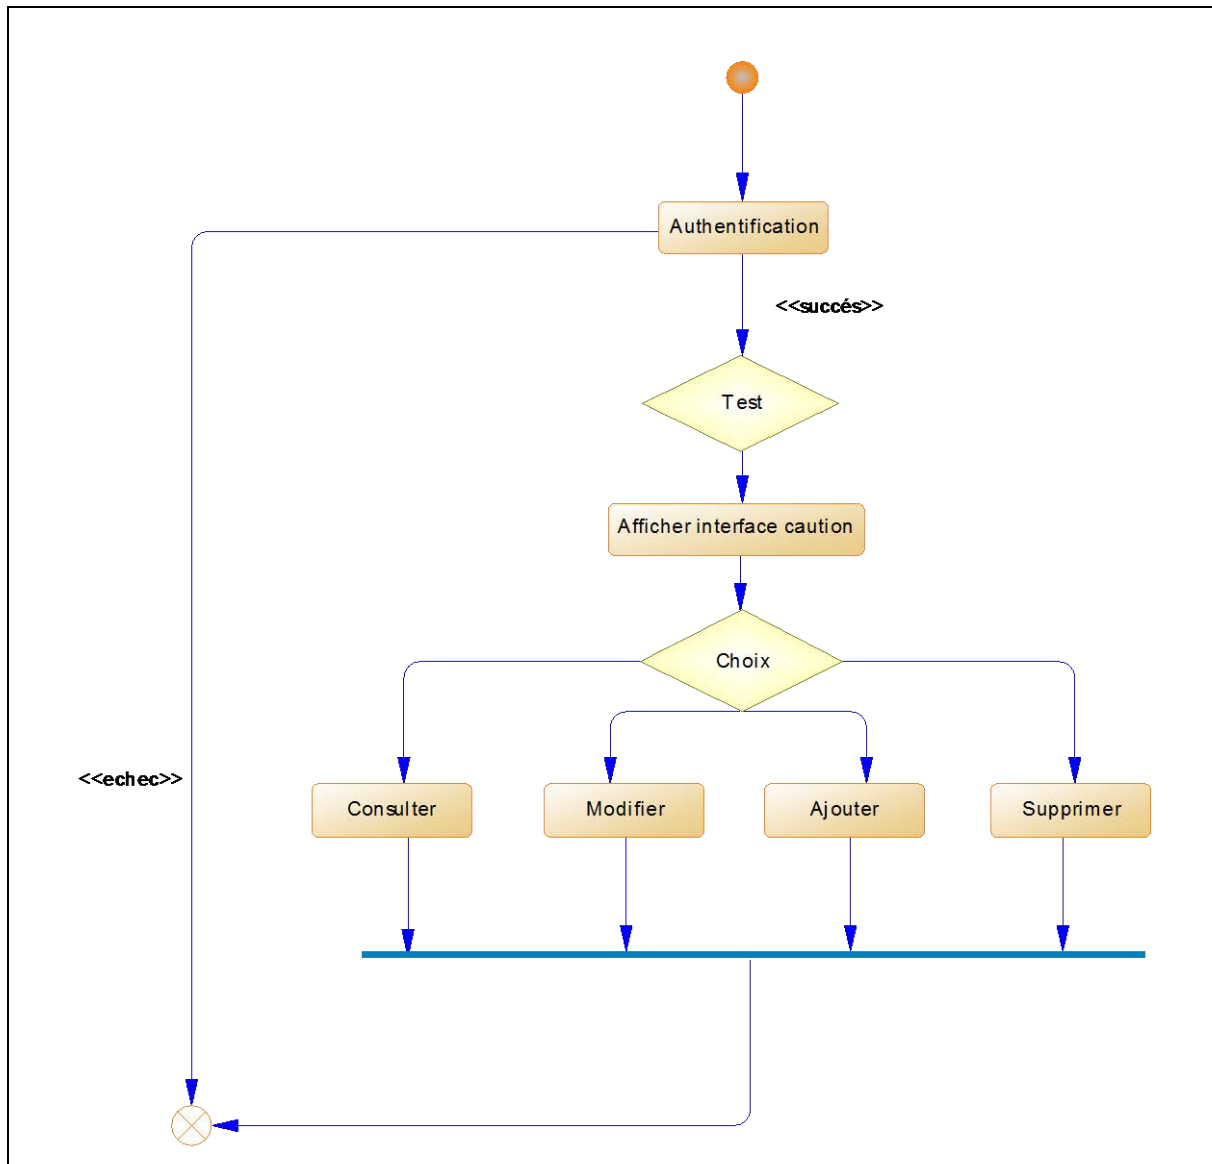 Authentification
<<succés>>
Test
Afficher interface caution
Choix
<<echec>>
Consulter
Modifier
Ajouter
Supprimer